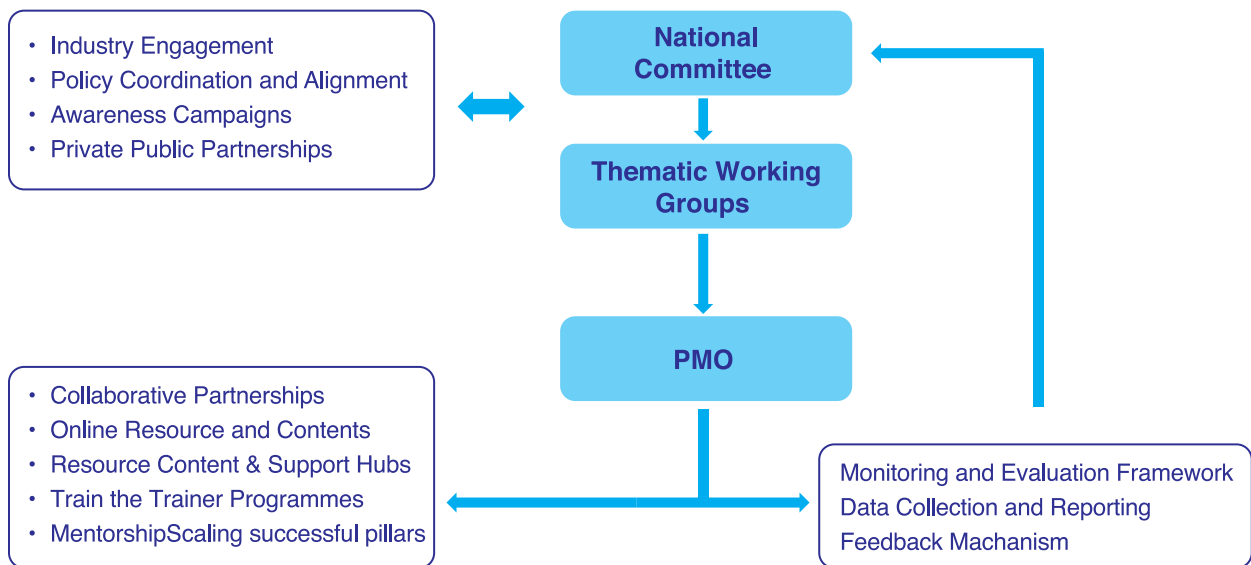 • Industry Engagement
• Policy Coordination and Alignment
• Awareness Campaigns
• Private Public Partnerships
National
Committee
Thematic Working
Groups
PMO
• Collaborative Partnerships
• Online Resource and Contents
• Resource Content & Support Hubs
• Train the Trainer Programmes
• MentorshipScaling successful pillars
Monitoring and Evaluation Framework
Data Collection and Reporting
Feedback Machanism